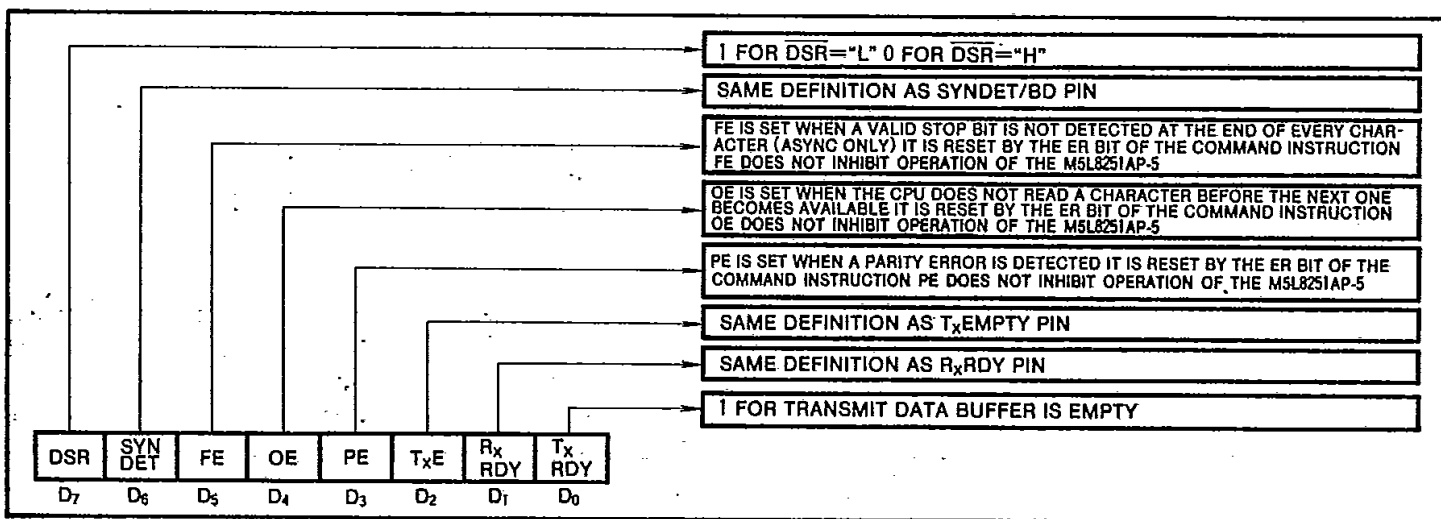 1 FOR DSR="L" 0 FOR DSR="H"
SAME DEFINITION AS SYNDET/BD PIN
FE IS SET WHEN A VALID STOP BIT IS NOT DETECTED AT THE END OF EVERY CHAR-
ACTER (ASYNC ONLY) IT IS RESET BY THE ER BIT OF THE COMMAND INSTRUCTION
FE DOES NOT INHIBIT OPERATION OF THE M5L8251AP-5
OE IS SET WHEN THE CPU DOES NOT READ A CHARACTER BEFORE THE NEXT ONE
BECOMES AVAILABLE IT IS RESET BY THE ER BIT OF THE COMMAND INSTRUCTION
OE DOES NOT INHIBIT OPERATION OF THE M5L8251AP-5
PE IS SET WHEN A PARITY ERROR IS DETECTED IT IS RESET BY THE ER BIT OF THE
COMMAND INSTRUCTION PE DOES NOT INHIBIT OPERATION OF THE M5L8251AP-5
SAME DEFINITION AS TxEMPTY PIN
SAME DEFINITION AS RxRDY PIN
1 FOR TRANSMIT DATA BUFFER IS EMPTY
DSR SYN DET FE OE PE TxE Rx RDY Tx RDY
D7 D6 D5 D4 D3 D2 D1 D0